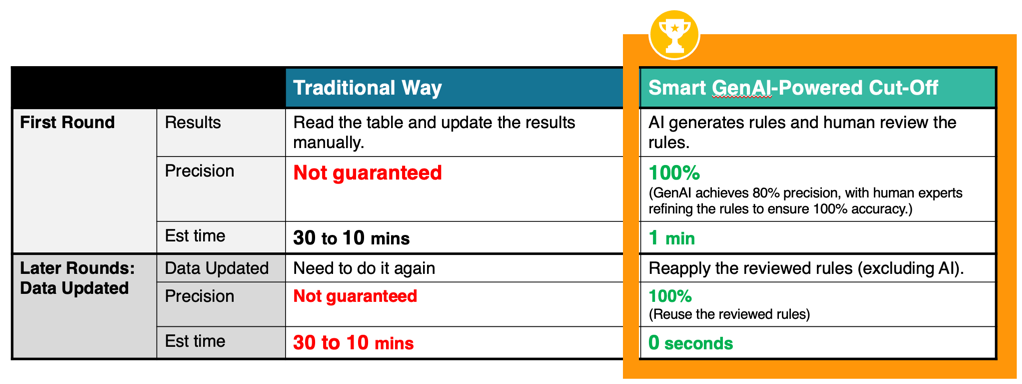 Traditional Way
Smart GenAI-Powered Cut-Off
First Round
Results
Read the table and update the results
manually.
AI generates rules and human review the
rules.
Precision
Not guaranteed
100%
(GenAI achieves 80% precision, with human experts
refining the rules to ensure 100% accuracy.)
Est time
30 to 10 mins
1 min
Later Rounds:
Data Updated
Data Updated
Need to do it again
Reapply the reviewed rules (excluding AI).
Precision
Not guaranteed
100%
(Reuse the reviewed rules)
Est time
30 to 10 mins
0 seconds